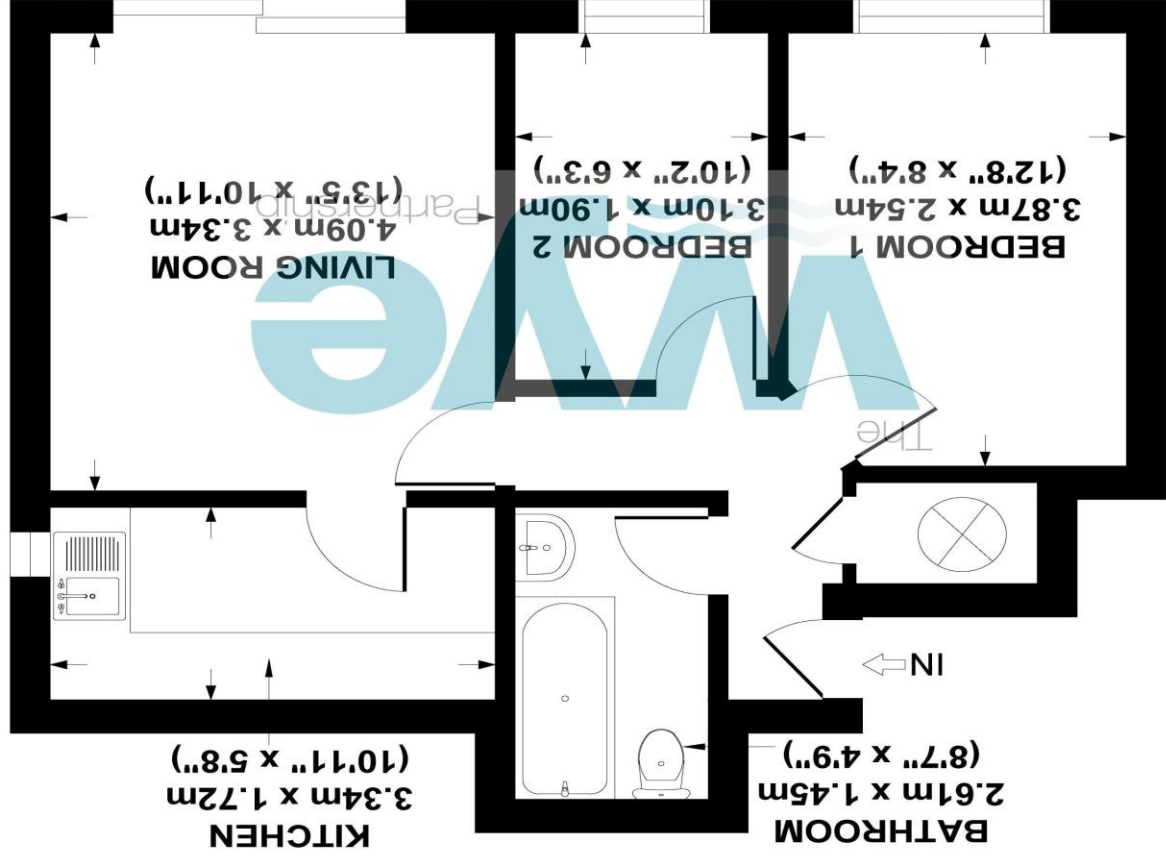 BATHROOM
2.61m x 1.45m
(8'7" x 4'9")
KITCHEN
3.34m x 1.72m
(10'11" x 5'8")
IN
The
wye
Partnership
BEDROOM 1
3.87m x 2.54m
(12'8" x 8'4")
BEDROOM 2
3.10m x 1.90m
(10'2" x 6'3")
LIVING ROOM
4.09m x 3.34m
(13'5" x 10'11")